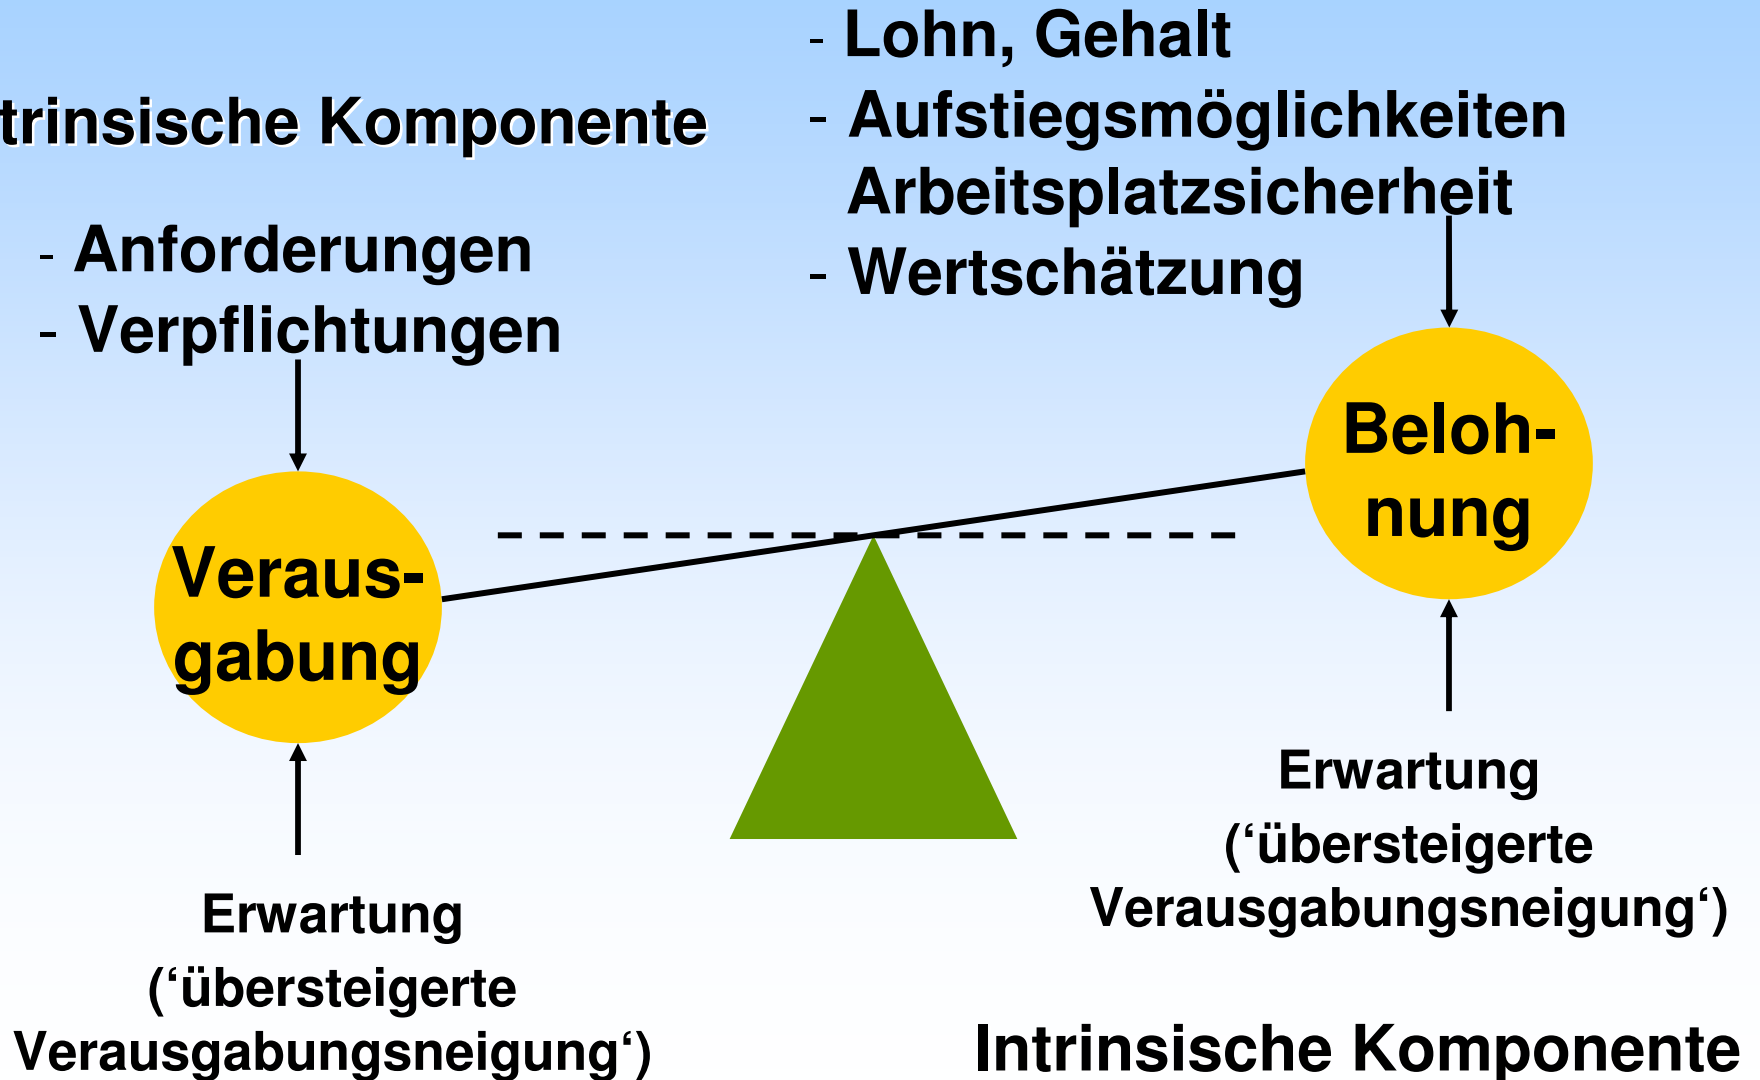 trinsische Komponente
- Anforderungen
- Verpflichtungen
- Lohn, Gehalt
- Aufstiegsmöglichkeiten
Arbeitsplatzsicherheit
- Wertschätzung
Veraus-
gabung
Beloh-
nung
Erwartung
(‘übersteigerte
Verausgabungsneigung‘)
Erwartung
(‘übersteigerte
Verausgabungsneigung‘)
Intrinsische Komponente